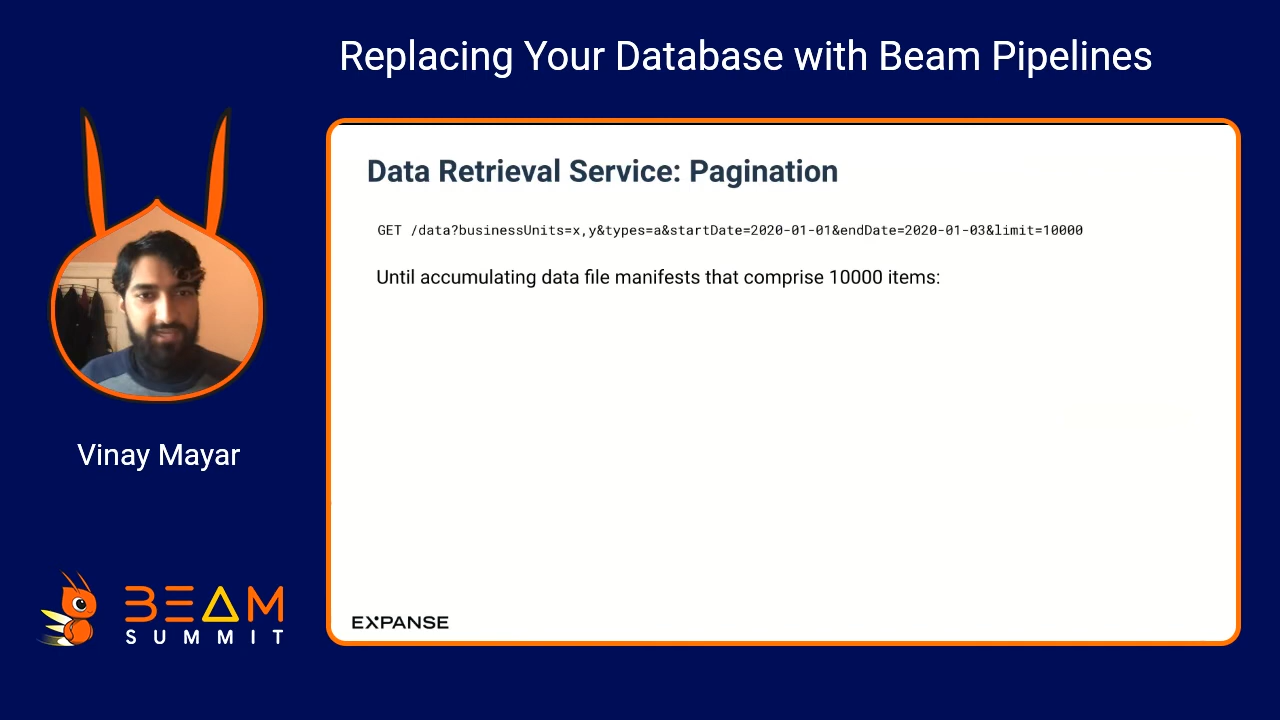 Replacing Your Database with Beam Pipelines
Data Retrieval Service: Pagination
GET /data?businessUnits=x,y&types=a&startDate=2020-01-01&endDate=2020-01-03&limit=10000
Until accumulating data file manifests that comprise 10000 items:
EXPANSE
Vinay Mayar
BEAM
SUMMIT